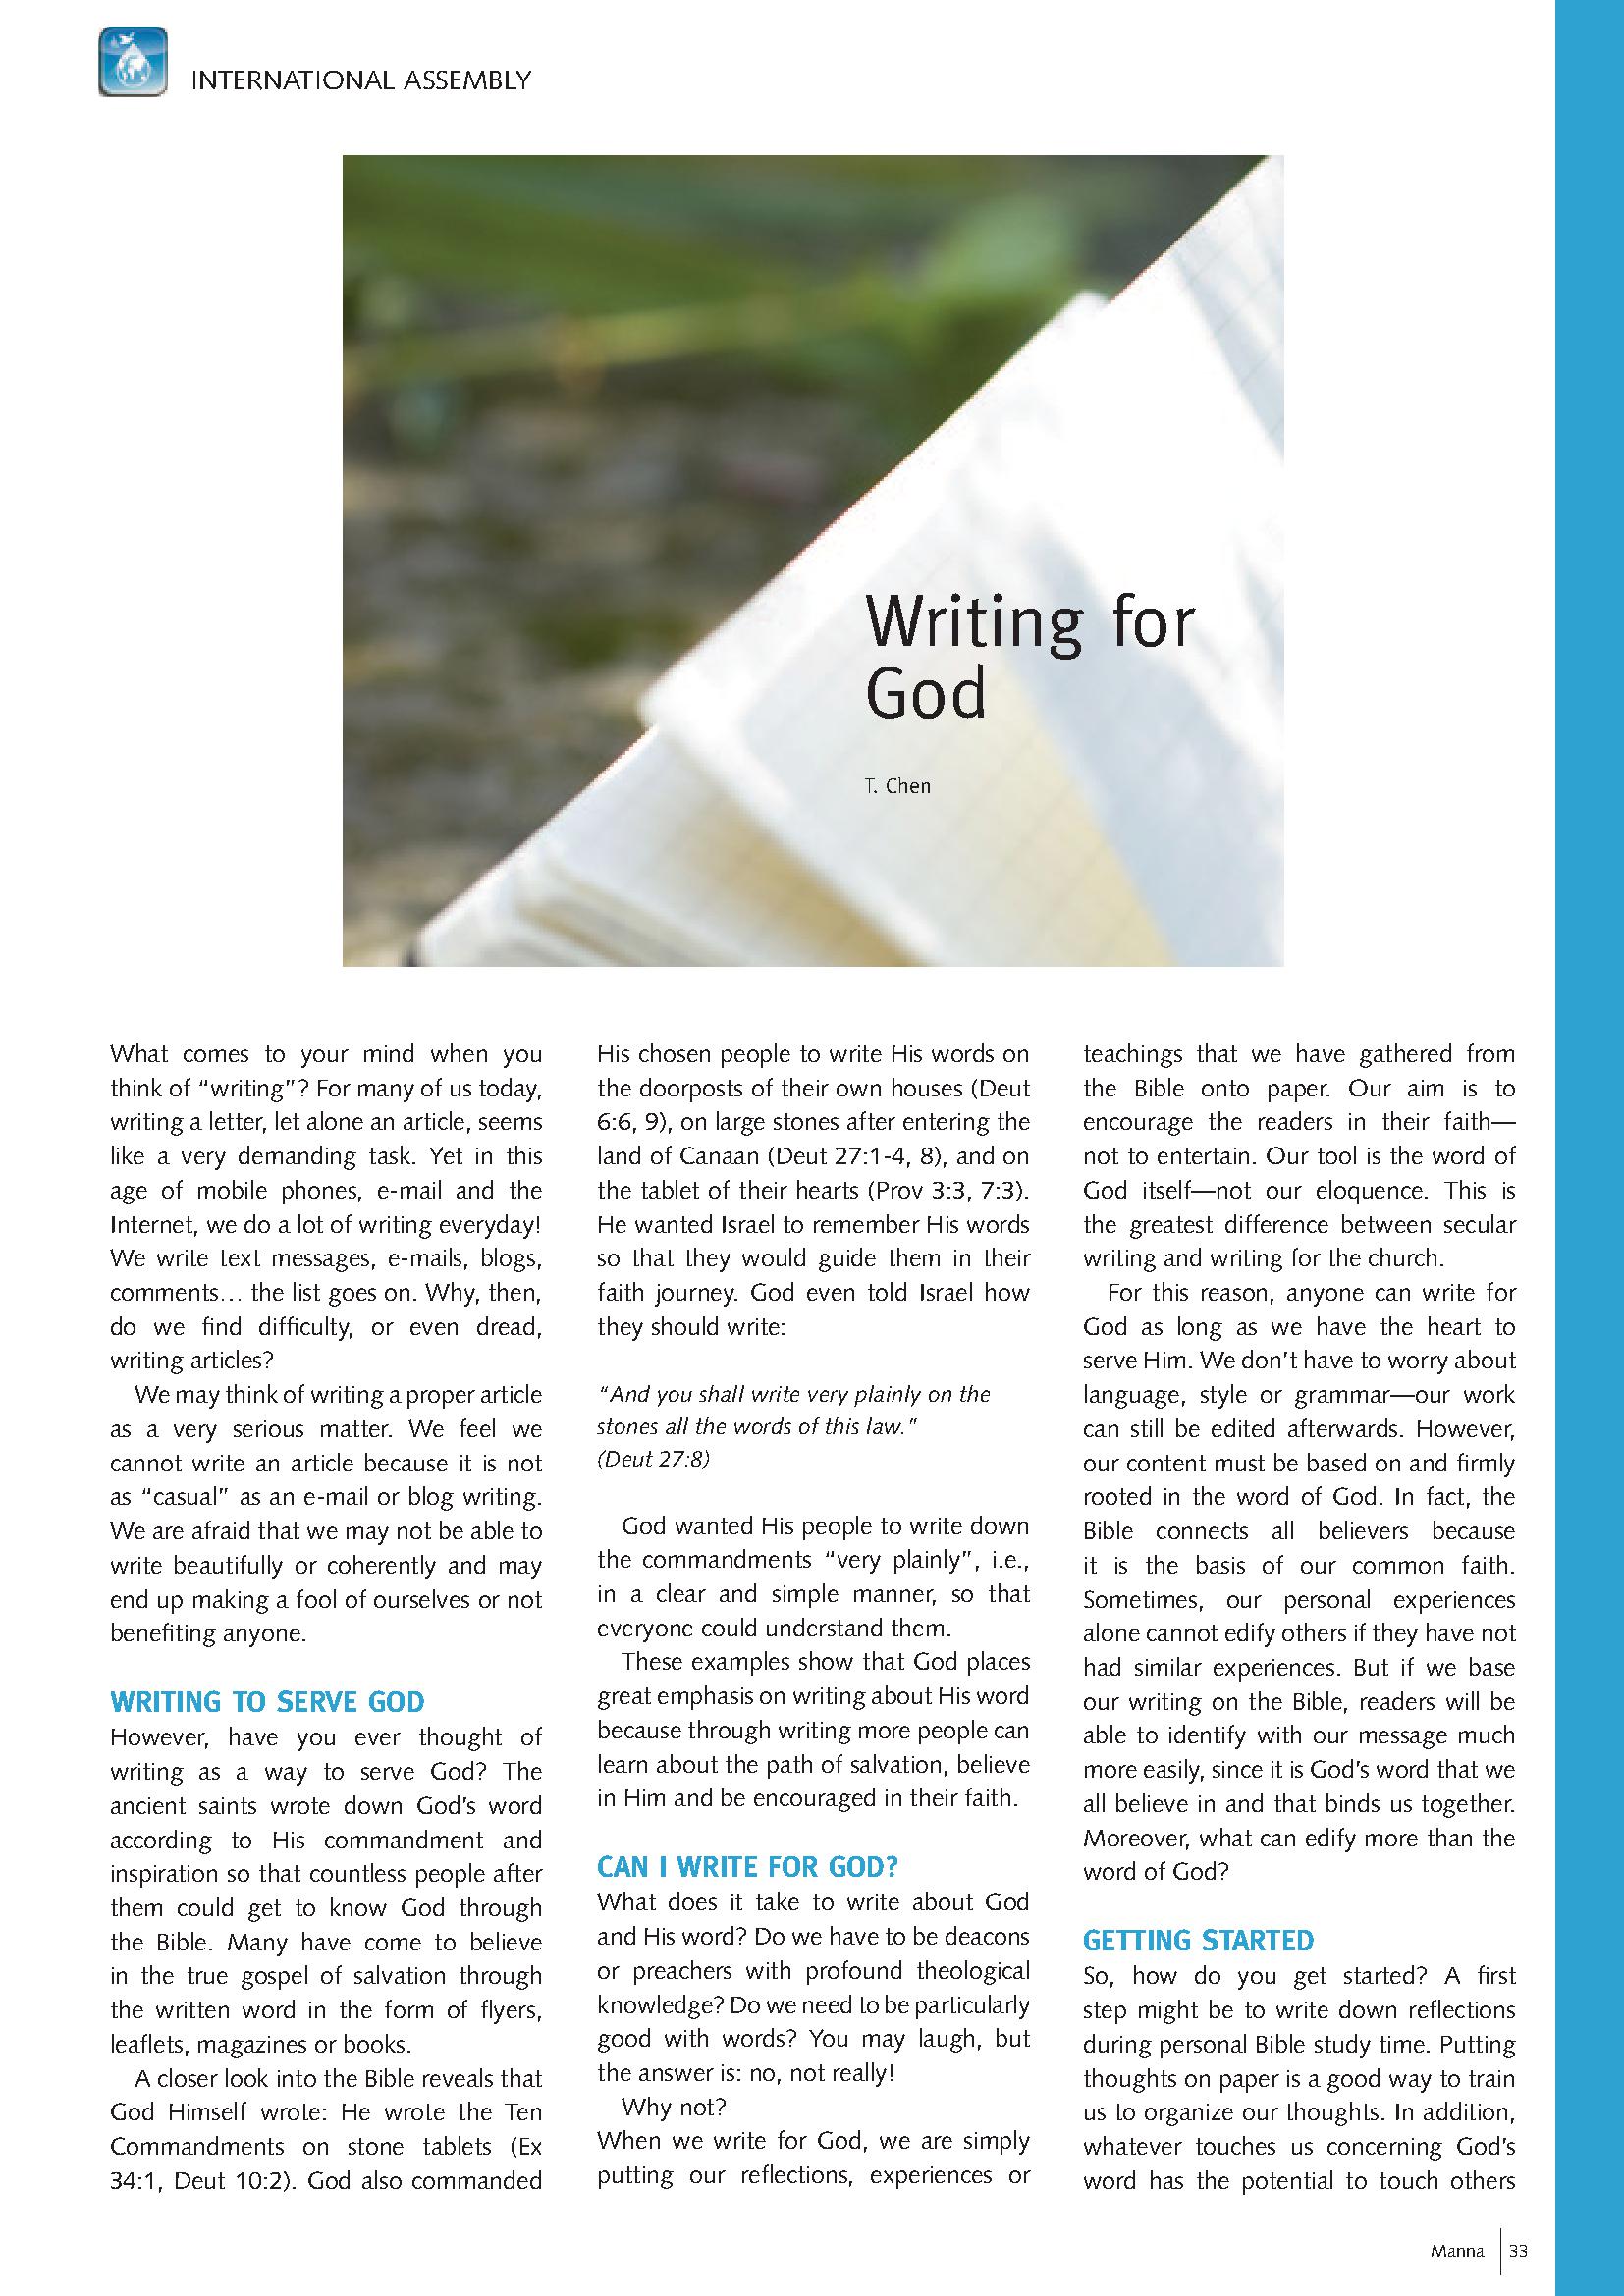 INTERNATIONAL ASSEMBLY
Writing for
God
T. Chen
What comes to your mind when you
think of “writing”? For many of us today,
writing a letter, let alone an article, seems
like a very demanding task. Yet in this
age of mobile phones, e-mail and the
Internet, we do a lot of writing everyday!
We write text messages, e-mails, blogs,
comments… the list goes on. Why, then,
do we find difficulty, or even dread,
writing articles?
We may think of writing a proper article
as a very serious matter. We feel we
cannot write an article because it is not
as “casual” as an e-mail or blog writing.
We are afraid that we may not be able to
write beautifully or coherently and may
end up making a fool of ourselves or not
benefiting anyone.
WRITING TO SERVE GOD
However, have you ever thought of
writing as a way to serve God? The
ancient saints wrote down God’s word
according to His commandment and
inspiration so that countless people after
them could get to know God through
the Bible. Many have come to believe
in the true gospel of salvation through
the written word in the form of flyers,
leaflets, magazines or books.
A closer look into the Bible reveals that
God Himself wrote: He wrote the Ten
Commandments on stone tablets (Ex
34:1, Deut 10:2). God also commanded
His chosen people to write His words on
the doorposts of their own houses (Deut
6:6, 9), on large stones after entering the
land of Canaan (Deut 27:1-4, 8), and on
the tablet of their hearts (Prov 3:3, 7:3).
He wanted Israel to remember His words
so that they would guide them in their
faith journey. God even told Israel how
they should write:
“And you shall write very plainly on the
stones all the words of this law.”
(Deut 27:8)
God wanted His people to write down
the commandments “very plainly”, i.e.,
in a clear and simple manner, so that
everyone could understand them.
These examples show that God places
great emphasis on writing about His word
because through writing more people can
learn about the path of salvation, believe
in Him and be encouraged in their faith.
CAN I WRITE FOR GOD?
What does it take to write about God
and His word? Do we have to be deacons
or preachers with profound theological
knowledge? Do we need to be particularly
good with words? You may laugh, but
the answer is: no, not really!
Why not?
When we write for God, we are simply
putting our reflections, experiences or
teachings that we have gathered from
the Bible onto paper. Our aim is to
encourage the readers in their faith—
not to entertain. Our tool is the word of
God itself—not our eloquence. This is
the greatest difference between secular
writing and writing for the church.
For this reason, anyone can write for
God as long as we have the heart to
serve Him. We don’t have to worry about
language, style or grammar—our work
can still be edited afterwards. However,
our content must be based on and firmly
rooted in the word of God. In fact, the
Bible connects all believers because
it is the basis of our common faith.
Sometimes, our personal experiences
alone cannot edify others if they have not
had similar experiences. But if we base
our writing on the Bible, readers will be
able to identify with our message much
more easily, since it is God’s word that we
all believe in and that binds us together.
Moreover, what can edify more than the
word of God?
GETTING STARTED
So, how do you get started? A first
step might be to write down reflections
during personal Bible study time. Putting
thoughts on paper is a good way to train
us to organize our thoughts. In addition,
whatever touches us concerning God’s
word has the potential to touch others
Manna 33